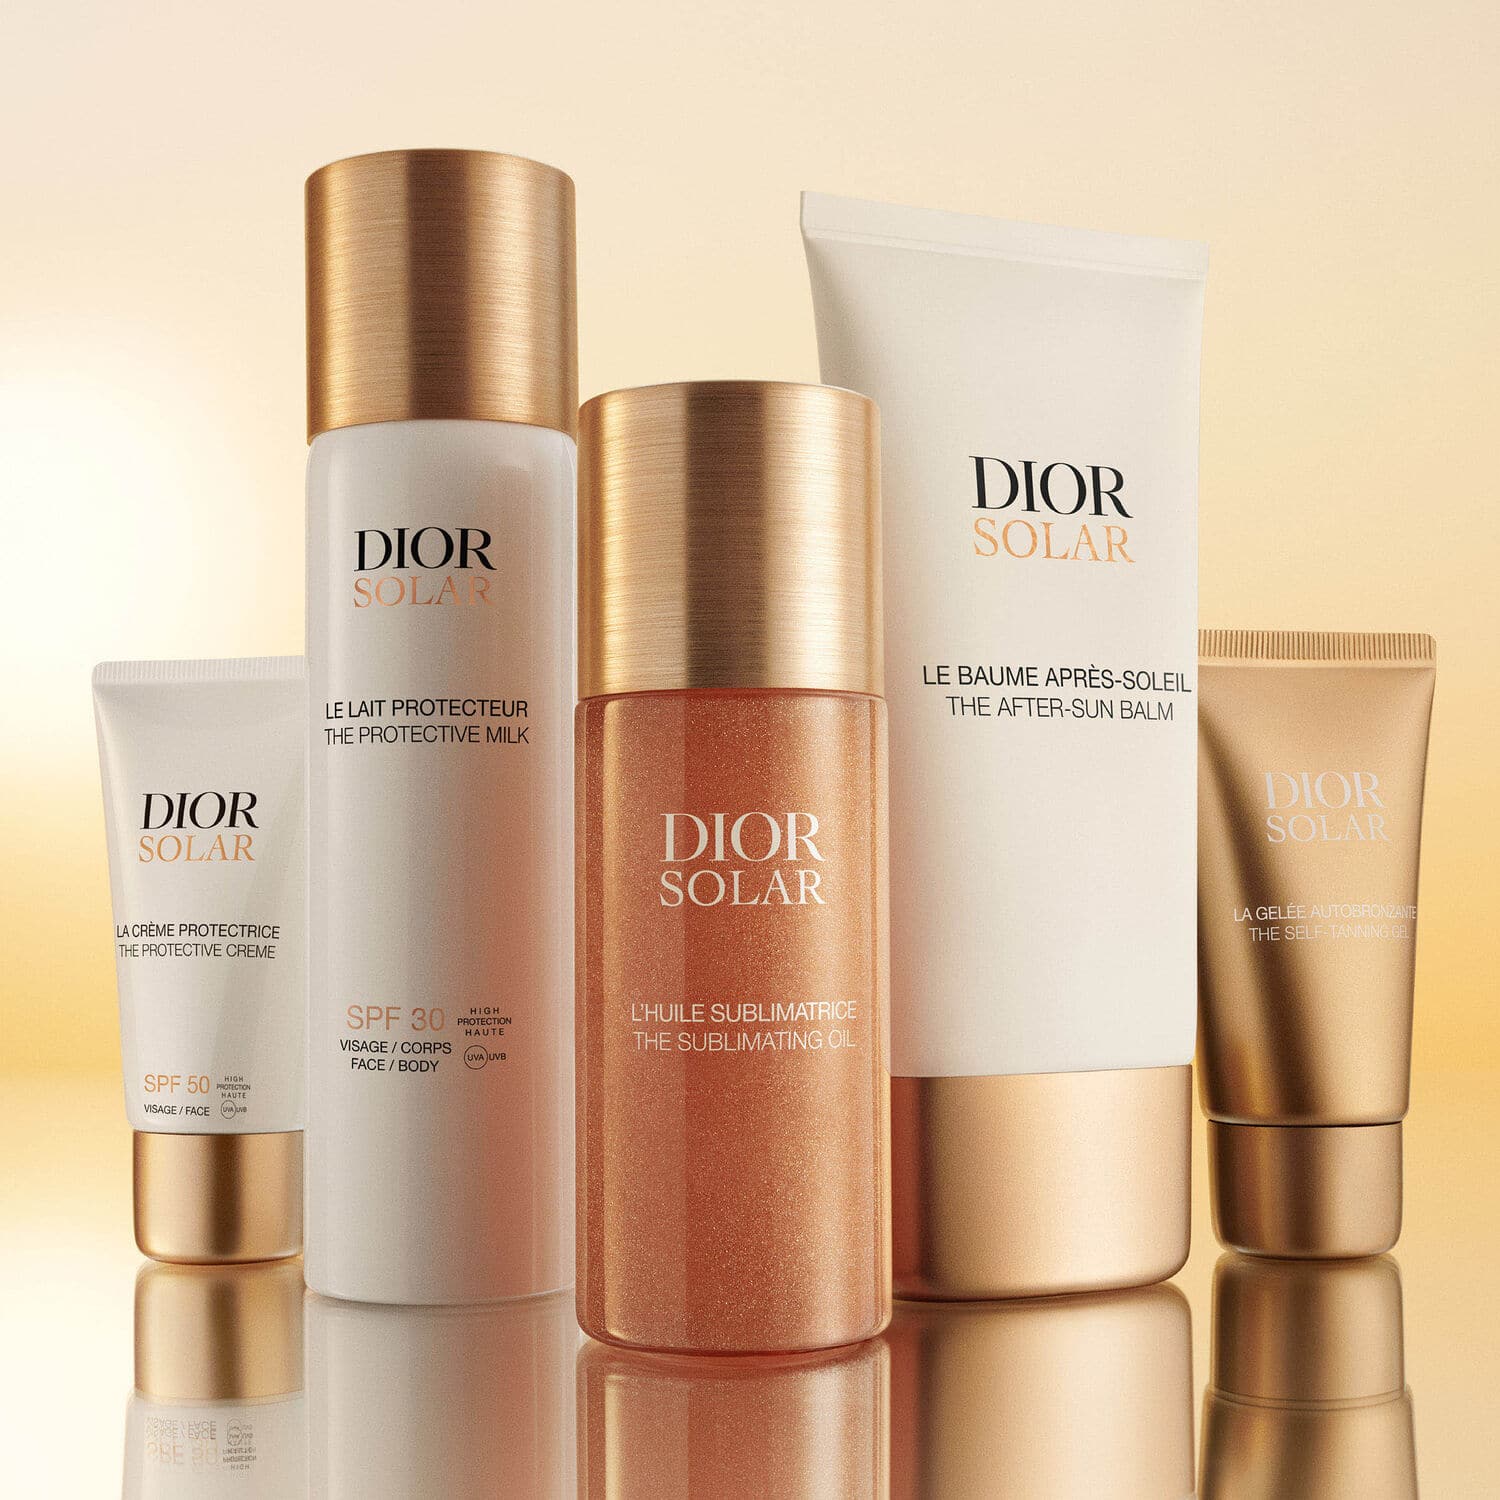 DIOR
SOLAR
LA CRÈME PROTECTRICE
THE PROTECTIVE CREME
SPF 50
HIGH
PROTECTION
HAUTE
VISAGE / FACE
UVA UVB
DIOR
SOLAR
LE LAIT PROTECTEUR
THE PROTECTIVE MILK
SPF 30
HIGH
PROTECTION
HAUTE
VISAGE / CORPS
FACE / BODY
UVA UVB
DIOR
SOLAR
L'HUILE SUBLIMATRICE
THE SUBLIMATING OIL
DIOR
SOLAR
LE BAUME APRÈS-SOLEIL
THE AFTER-SUN BALM
DIOR
SOLAR
LA GELÉE AUTOBRONZANTE
THE SELF-TANNING GEL